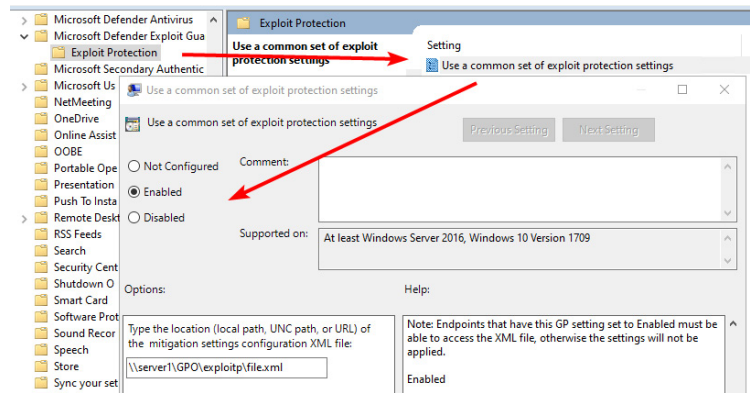 Microsoft Defender Antivirus
Microsoft Defender Exploit Gua
Exploit Protection
Microsoft Secondary Authentic
Microsoft Us
NetMeeting
OneDrive
Online Assist
OOBE
Portable Ope
Presentation
Push To Insta
Remote Deskt
RSS Feeds
Search
Security Cent
Shutdown O
Smart Card
Software Prot
Sound Recor
Speech
Store
Sync your set
Exploit Protection
Use a common set of exploit
protection settings
Setting
Use a common set of exploit protection settings
Use a common set of exploit protection settings
Use a common set of exploit protection settings
Previous Setting
Next Setting
Not Configured
Enabled
Disabled
Comment:
Supported on:
At least Windows Server 2016, Windows 10 Version 1709
Options:
Help:
Type the location (local path, UNC path, or URL) of
the mitigation settings configuration XML file:
\\server1\GPO\exploitp\file.xml
Note: Endpoints that have this GP setting set to Enabled must be
able to access the XML file, otherwise the settings will not be
applied.
Enabled